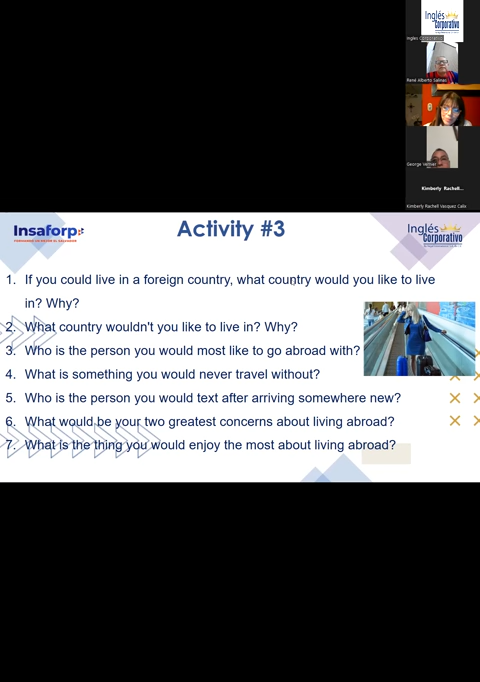 Inglés
Corporativo
Ingles Corporativo
René Alberto Salinas
George Ventura
Kimberly Rachell...
Kimberly Rachell Vasquez Calix
Insaforp
Activity #3
Inglés
Corporativo
1. If you could live in a foreign country, what country would you like to live
in? Why?
2. What country wouldn't you like to live in? Why?
3. Who is the person you would most like to go abroad with?
4. What is something you would never travel without?
5. Who is the person you would text after arriving somewhere new?
6. What would be your two greatest concerns about living abroad?
7. What is the thing you would enjoy the most about living abroad?